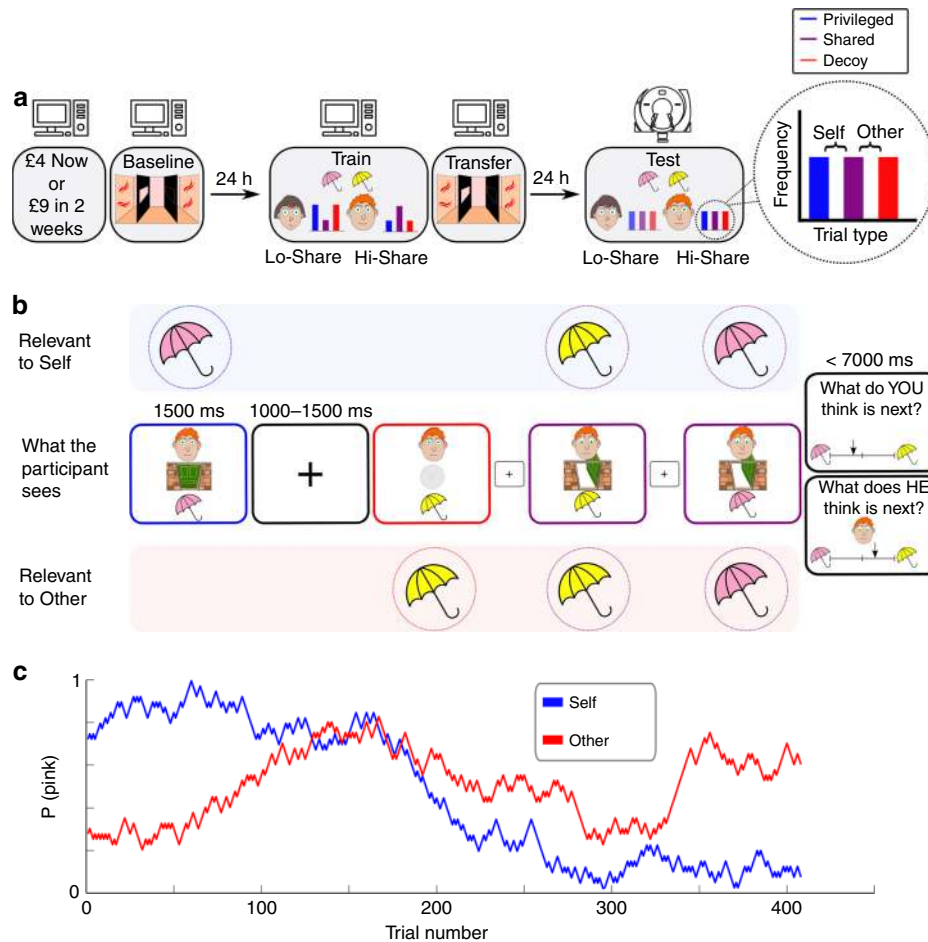 Privileged
Shared
Decoy
a
£4 Now
or
£9 in 2
weeks
Baseline
24 h
Train
Lo-Share Hi-Share
Transfer
24 h
Test
Lo-Share Hi-Share
Frequency
Self Other
Trial type
b
Relevant
to Self
What the
participant
sees
1500 ms
1000–1500 ms
< 7000 ms
What do YOU
think is next?
What does HE
think is next?
Relevant
to Other
c
P (pink)
1
0
Self
Other
0 100 200 300 400
Trial number